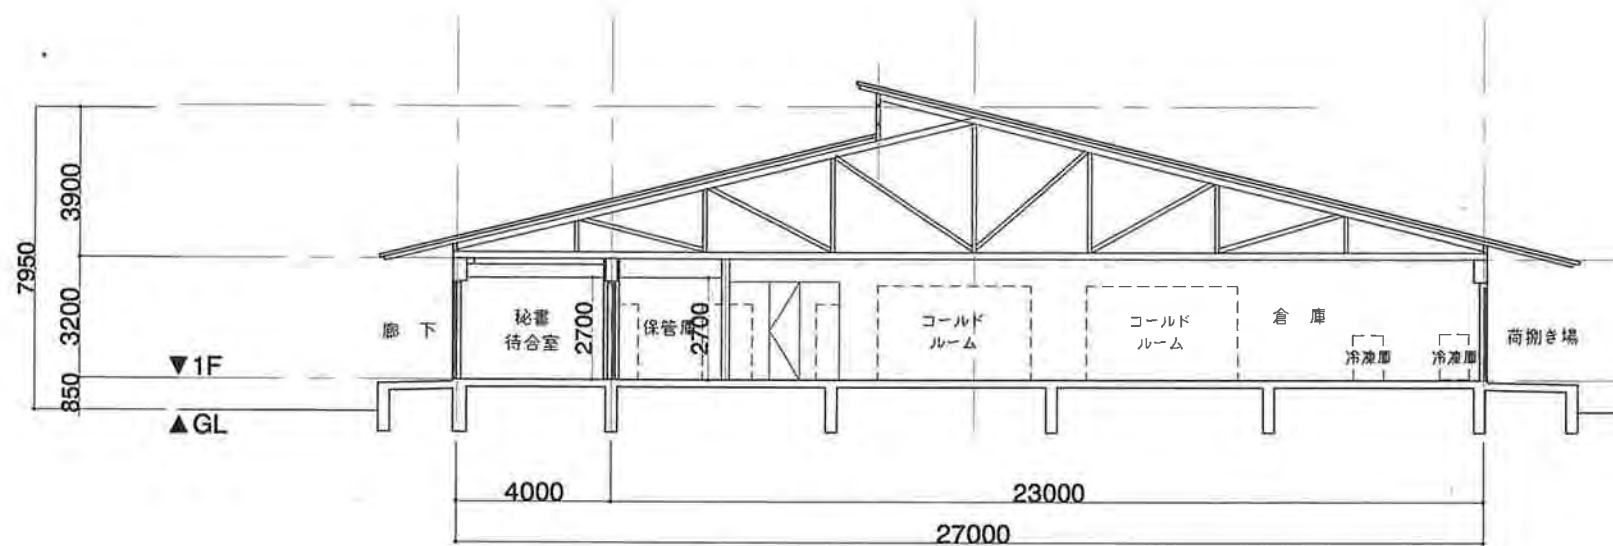 3900
7950
3200
850
▼1F
▲GL
廊 下
秘書
待合室
2700
保管庫
2700
コールド
ルーム
コールド
ルーム
倉 庫
冷凍庫
冷凍庫
荷捌き場
4000
23000
27000